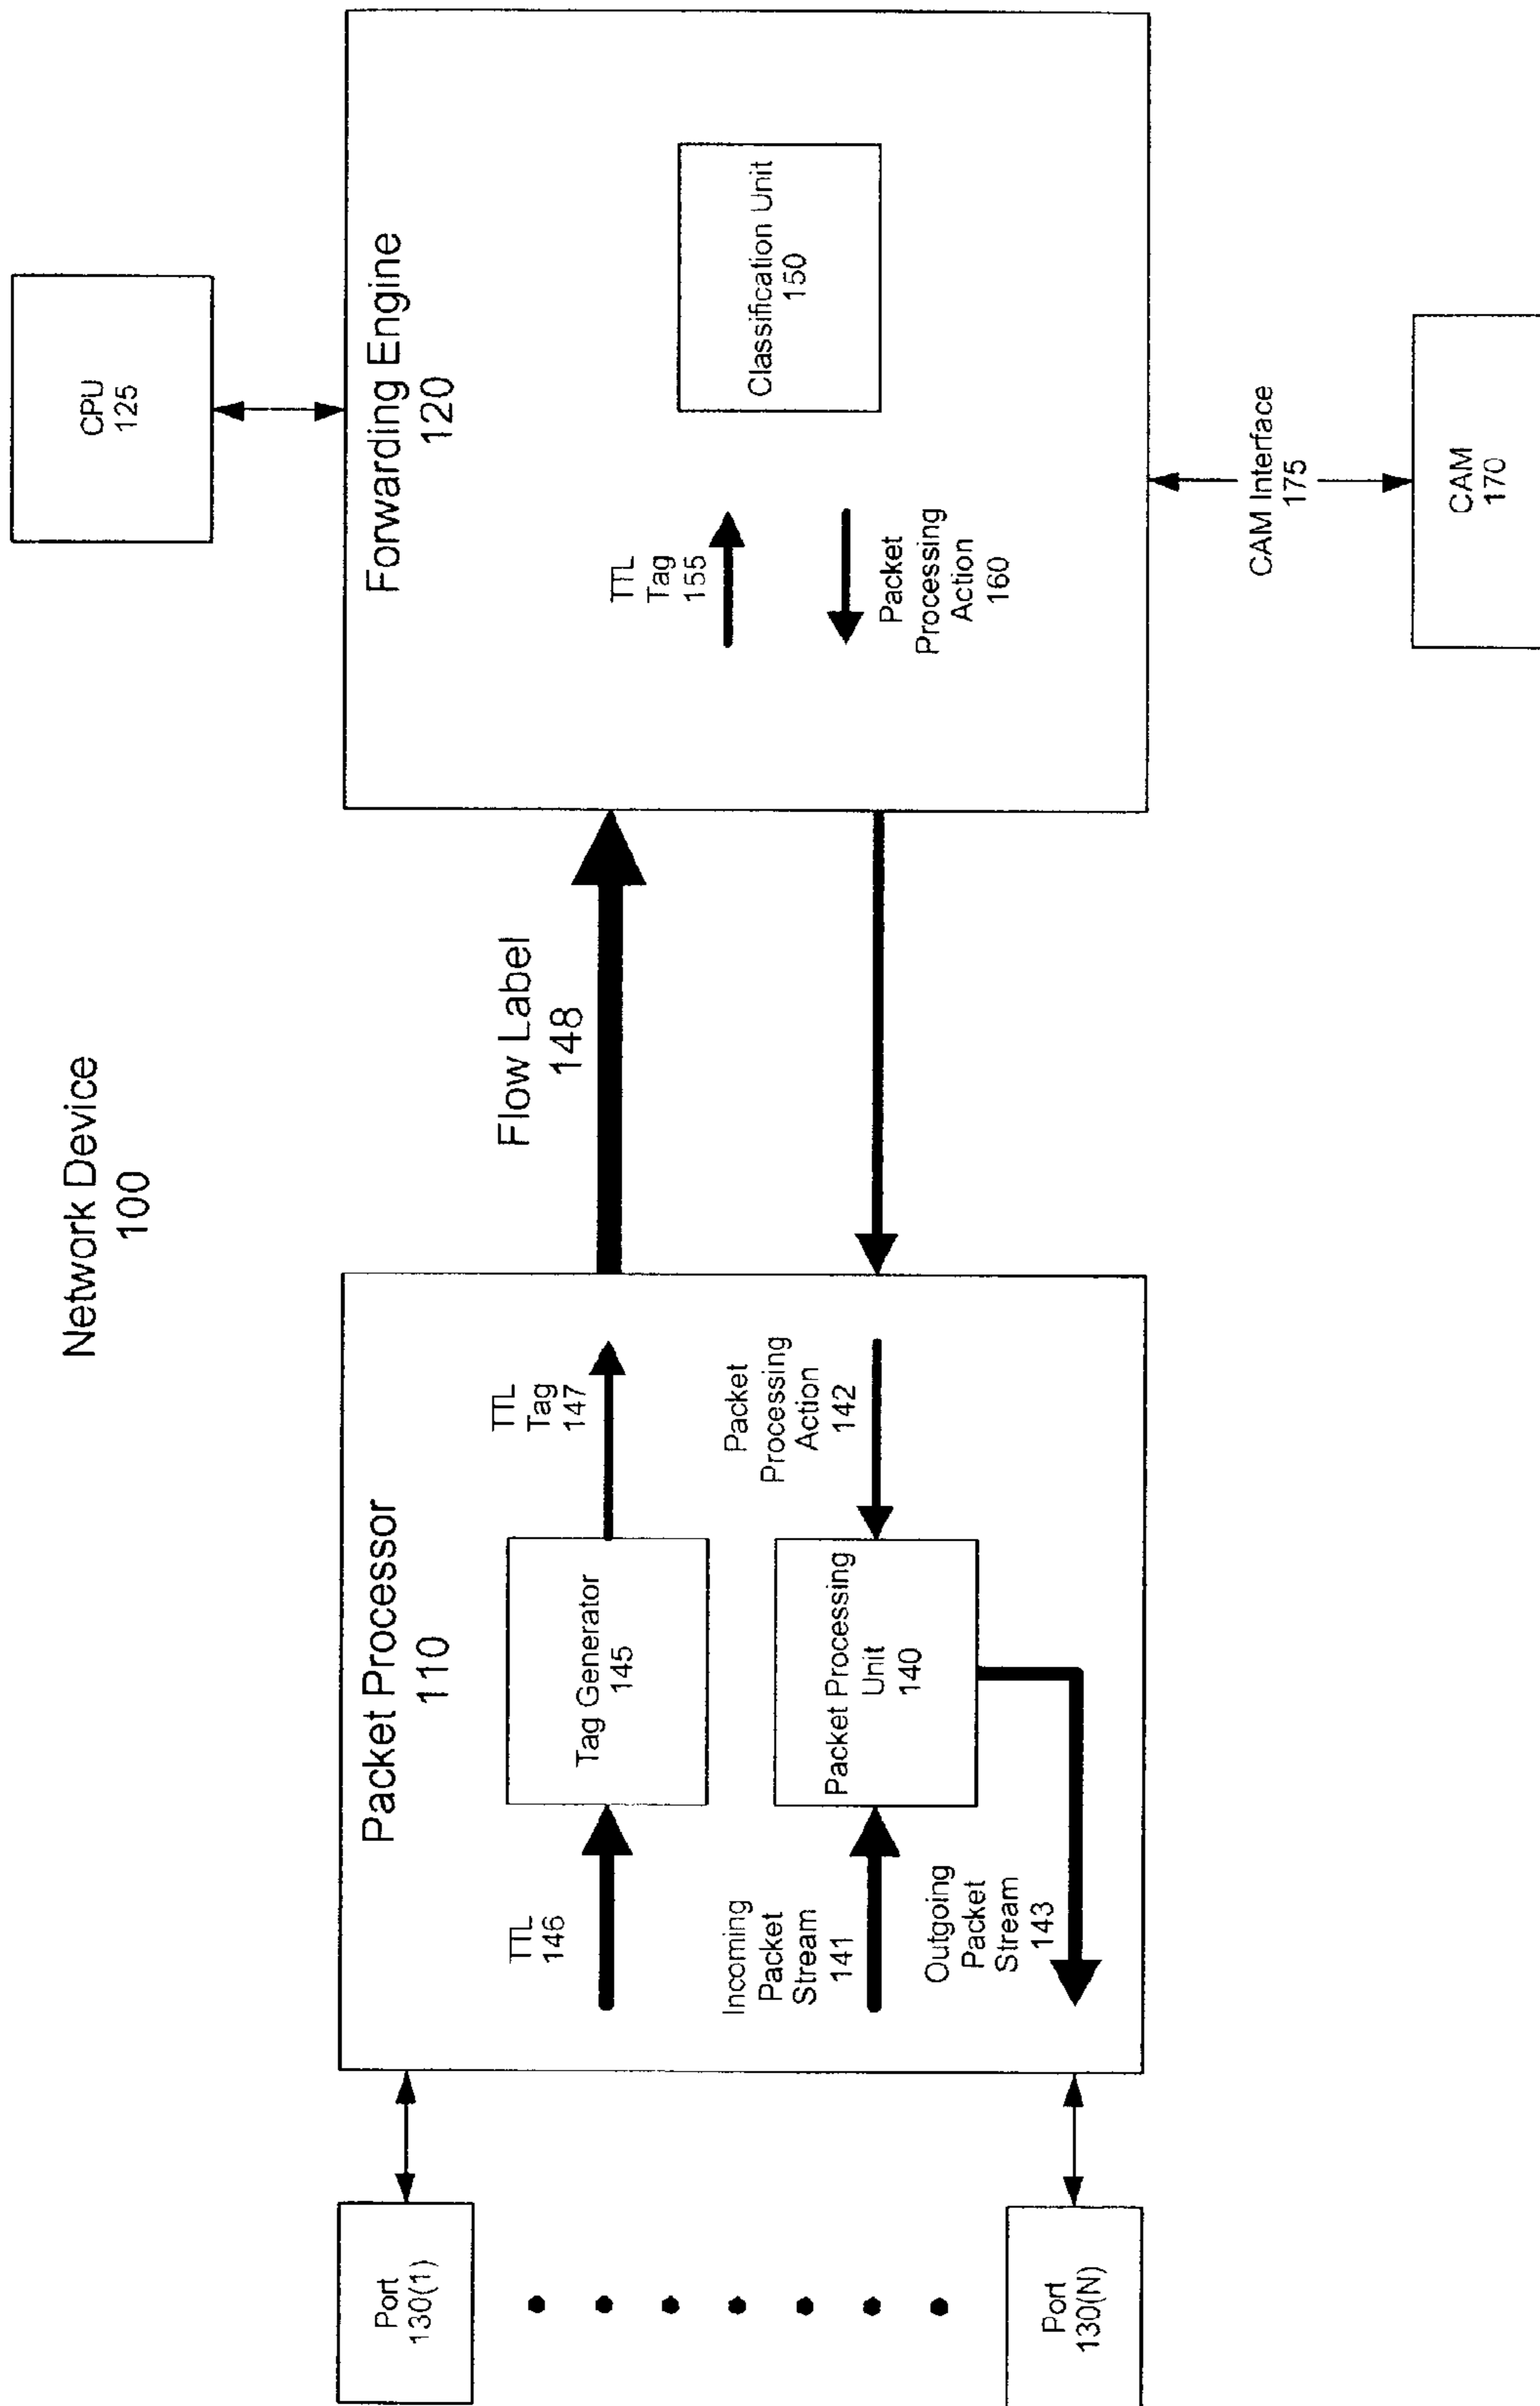 Network Device
100
Port
130(1)
Port
130(N)
Packet Processor
110
TTL
146
Tag Generator
145
TTL
Tag
147
Incoming
Packet
Stream
141
Packet Processing
Unit
140
Packet
Processing
Action
142
Outgoing
Packet
Stream
143
Flow Label
148
CPU
125
Forwarding Engine
120
TTL
Tag
155
Classification Unit
150
Packet
Processing
Action
160
CAM Interface
175
CAM
170